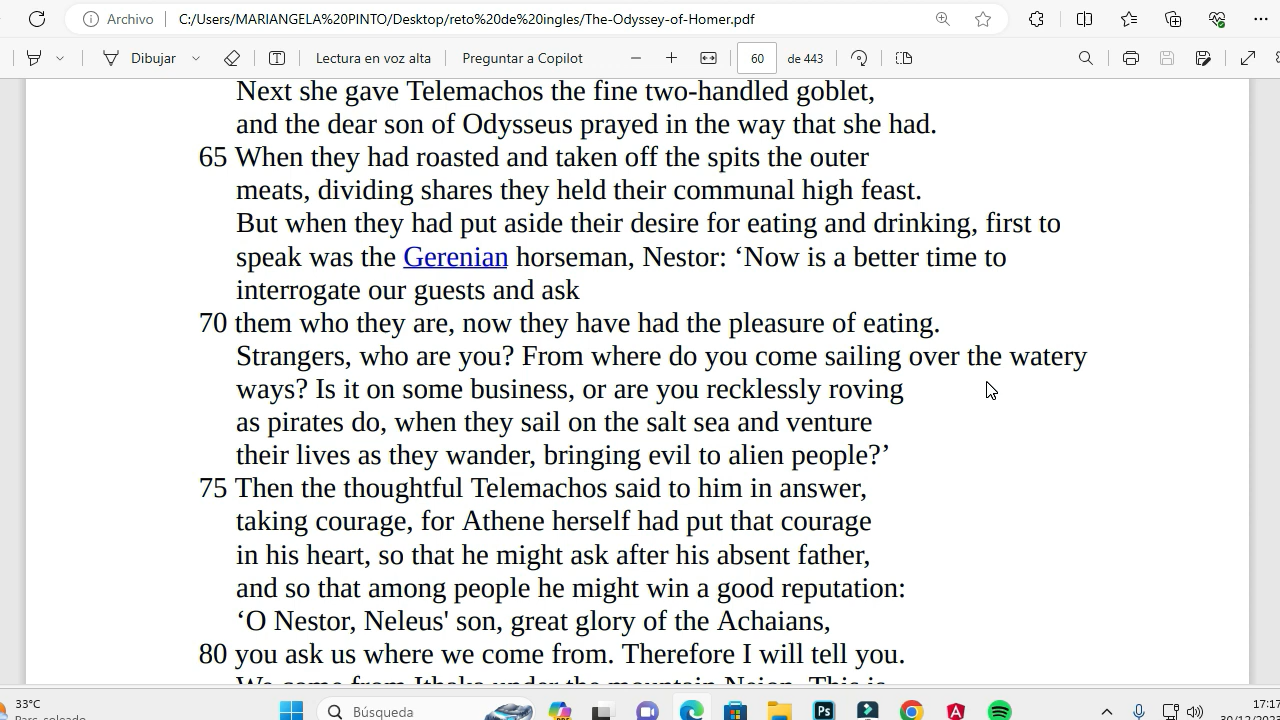 Archivo C:/Users/MARIANGELA%20PINTO/Desktop/reto%20de%20ingles/The-Odyssey-of-Homer.pdf
Dibujar Lectura en voz alta Preguntar a Copilot 60 de 443
Next she gave Telemachos the fine two-handled goblet,
and the dear son of Odysseus prayed in the way that she had.
65 When they had roasted and taken off the spits the outer
meats, dividing shares they held their communal high feast.
But when they had put aside their desire for eating and drinking, first to
speak was the Gerenian horseman, Nestor: ‘Now is a better time to
interrogate our guests and ask
70 them who they are, now they have had the pleasure of eating.
Strangers, who are you? From where do you come sailing over the watery
ways? Is it on some business, or are you recklessly roving
as pirates do, when they sail on the salt sea and venture
their lives as they wander, bringing evil to alien people?’
75 Then the thoughtful Telemachos said to him in answer,
taking courage, for Athene herself had put that courage
in his heart, so that he might ask after his absent father,
and so that among people he might win a good reputation:
‘O Nestor, Neleus' son, great glory of the Achaians,
80 you ask us where we come from. Therefore I will tell you.
We come from Ithaka under the mountain Neion. This is
33°C
Búsqueda
17:17